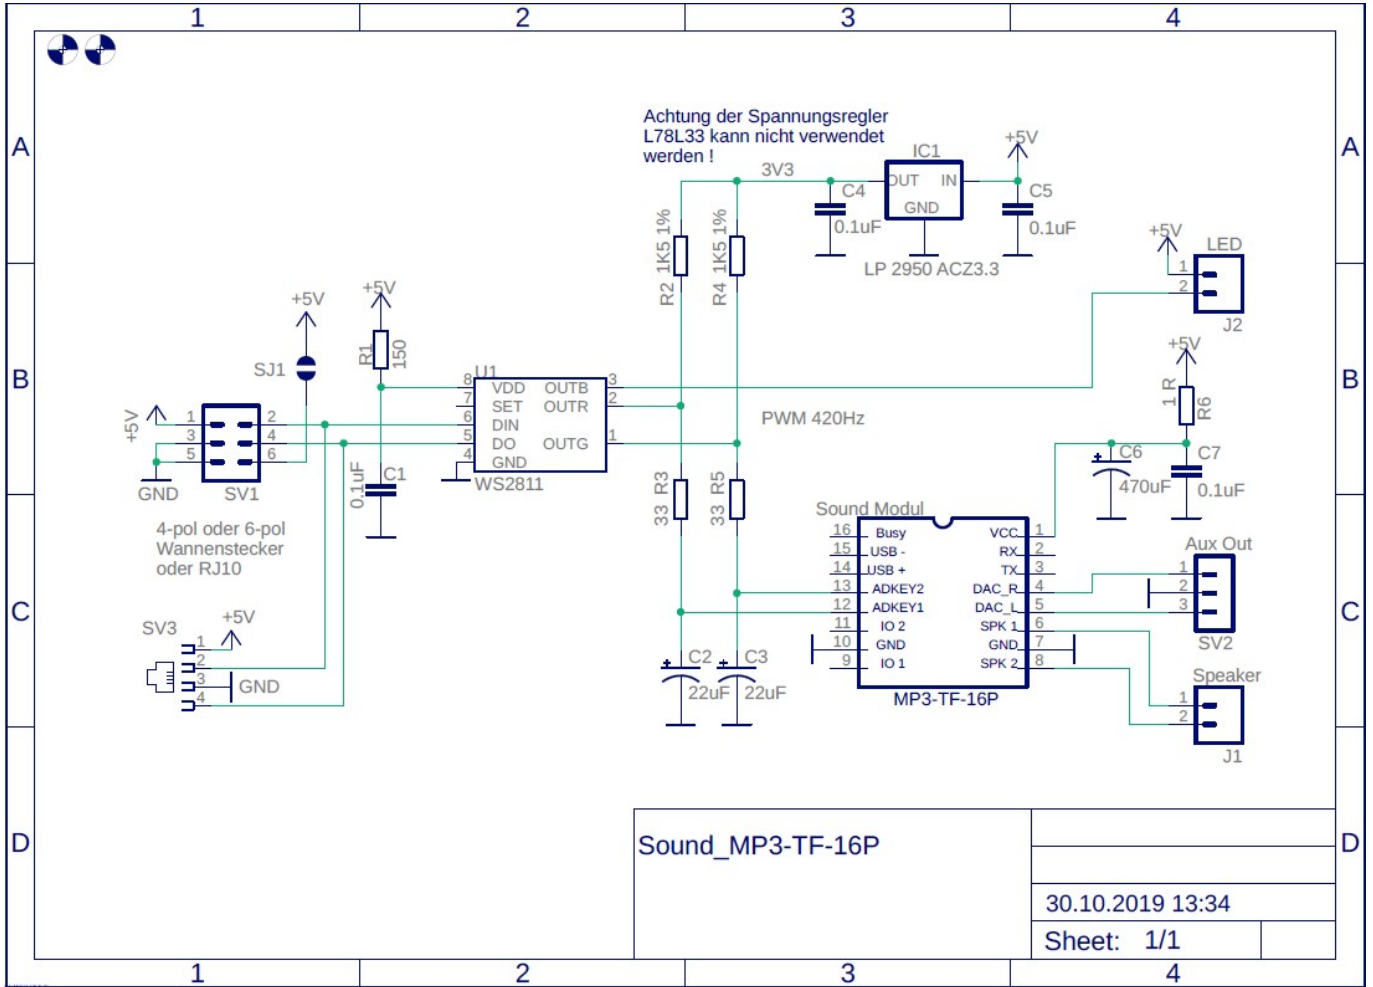 1 2 3 4
A A
Achtung der Spannungsregler
L78L33 kann nicht verwendet
werden !
+5V
IC1
3V3
OUT IN
GND
C4
0.1uF
C5
0.1uF
LP 2950 ACZ3.3
R2 1K5 1%
R4 1K5 1%
+5V
LED
1
2
J2
B B
+5V
SJ1
+5V
R1
150
+5V
1 2
3 4
5 6
GND
SV1
4-pol oder 6-pol
Wannenstecker
oder RJ10
0.1uF
C1
U1
8 VDD OUTB 3
7 SET OUTR 2
6 DIN
5 DO OUTG 1
4 GND
WS2811
PWM 420Hz
+5V
1 R
R6
C6
470uF
C7
0.1uF
33 R3
33 R5
C C
Sound Modul
16 Busy VCC 1
15 USB - RX 2
14 USB + TX 3
13 ADKEY2 DAC_R 4
12 ADKEY1 DAC_L 5
11 IO 2 SPK 1 6
10 GND GND 7
9 IO 1 SPK 2 8
MP3-TF-16P
Aux Out
1
2
3
SV2
Speaker
1
2
J1
SV3
+5V
1
2
3
4
GND
C2
22uF
C3
22uF
D D
Sound_MP3-TF-16P
30.10.2019 13:34
Sheet: 1/1
1 2 3 4